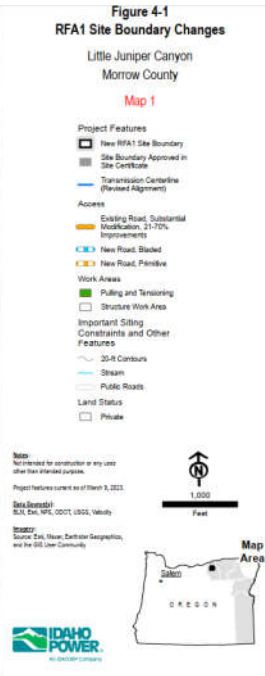 Figure 4-1
RFA1 Site Boundary Changes
Little Juniper Canyon
Morrow County
Map 1
Project Features
New RFA1 Site Boundary
Site Boundary Approved in
Site Certificate
Transmission Centerline
(Revised Alignment)
Access
Existing Road, Substantial
Modification, 21-70%
Improvements
New Road, Bladed
New Road, Primitive
Work Areas
Pulling and Tensioning
Structure Work Area
Important Siting
Constraints and Other
Features
20-ft Contours
Stream
Public Roads
Land Status
Private
Notes:
Not intended for construction or any uses
other than intended purpose.
Project features current as of March 9, 2023.
Data Source(s):
BLM, Esri, NPS, ODOT, USGS, Velocity
Imagery:
Source: Esri, Maxar, Earthstar Geographics,
and the GIS User Community
N
1,000
Feet
Map
Area
Salem
OREGON
IDAHO
POWER
An IDACORP Company